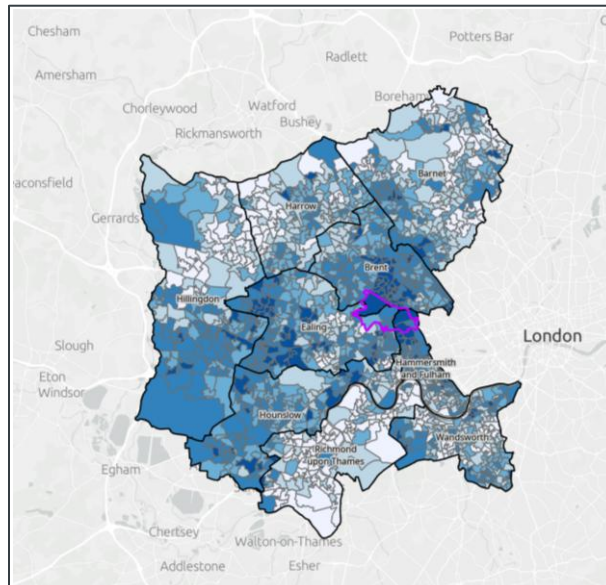 Chesham
Potters Bar
Radlett
Amersham
Watford
Boreham
Chorleywood
Bushey
Rickmansworth
Barnet
eaconsfield
Harrow
Gerrards
Brent
Hillingdon
Ealing
London
Slough
Hammersmith
and Fulham
Eton
Windsor
Hounslow
Wandsworth
Richmond
upon Thames
Egham
Chertsey
Walton-on-Thames
Addlestone
Esher